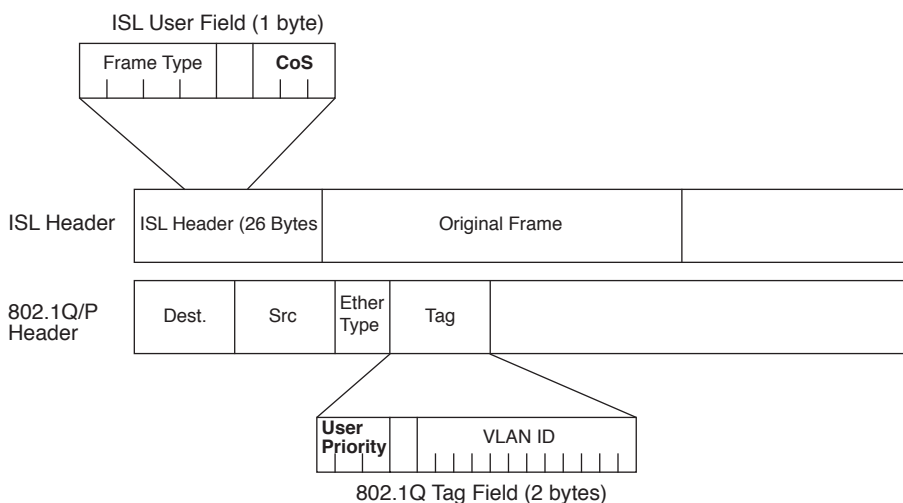 ISL User Field (1 byte)
Frame Type
CoS
ISL Header
ISL Header (26 Bytes
Original Frame
802.1Q/P
Header
Dest.
Src
Ether
Type
Tag
User
Priority
VLAN ID
802.1Q Tag Field (2 bytes)